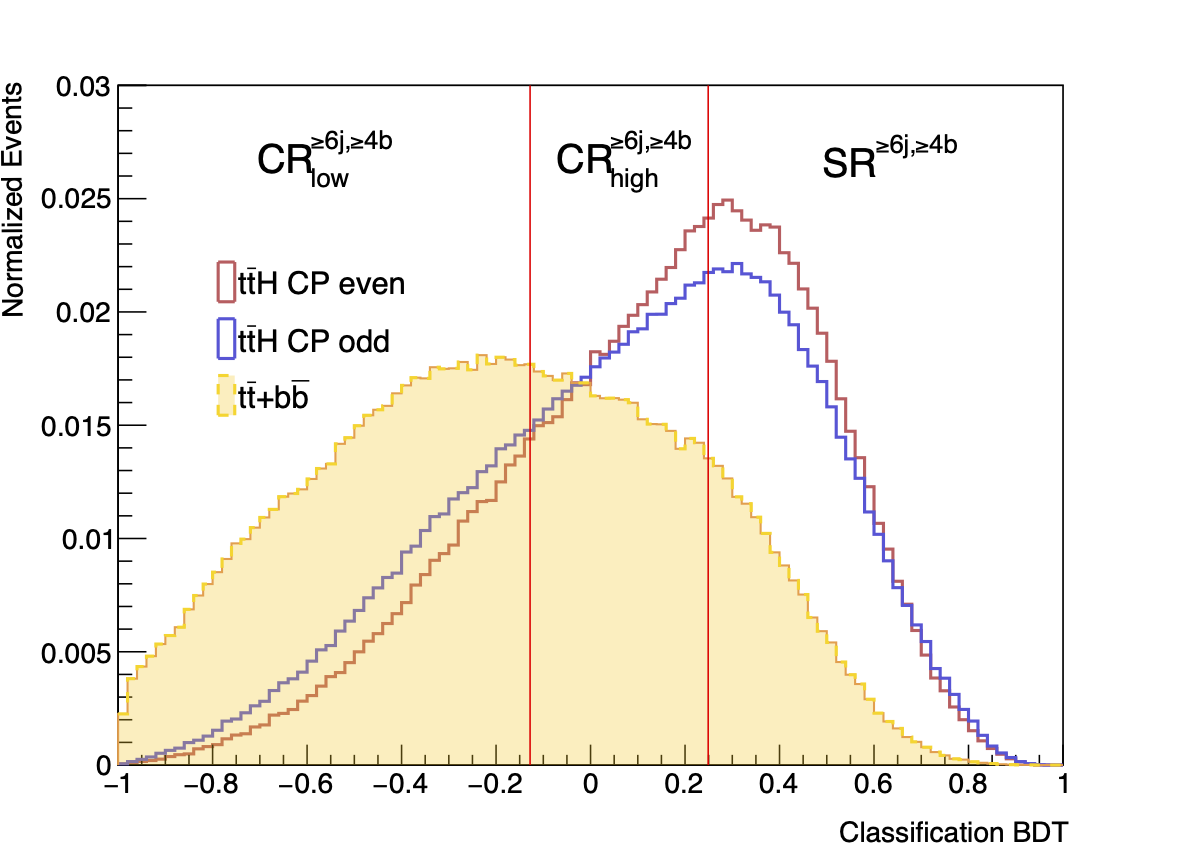 Normalized Events
0.03
0.025
0.02
0.015
0.01
0.005
0
CR≥6j,≥4b low
CR≥6j,≥4b high
SR≥6j,≥4b
tt̄H CP even
tt̄H CP odd
tt̄+bb̄
−1 −0.8 −0.6 −0.4 −0.2 0 0.2 0.4 0.6 0.8 1
Classification BDT